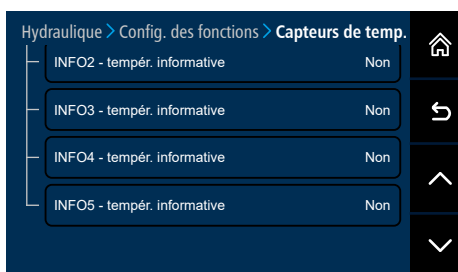 Hydraulique > Config. des fonctions > Capteurs de temp.
INFO2 - tempér. informative Non
INFO3 - tempér. informative Non
INFO4 - tempér. informative Non
INFO5 - tempér. informative Non